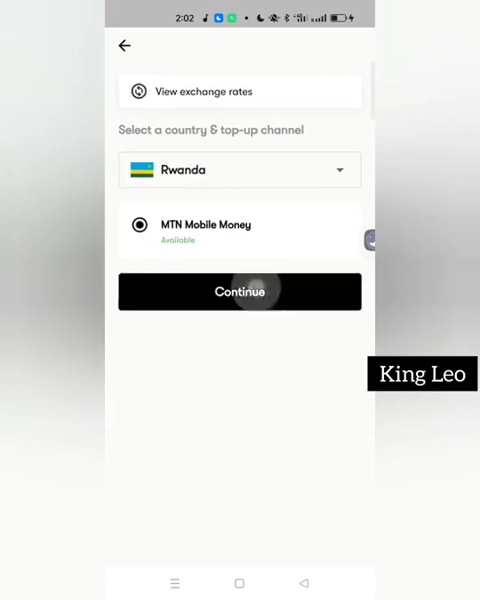 2:02
View exchange rates
Select a country & top-up channel
Rwanda
MTN Mobile Money
Available
Continue
King Leo